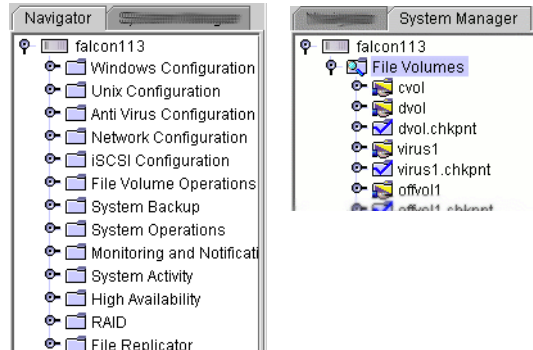 Navigator
falcon113
Windows Configuration
Unix Configuration
Anti Virus Configuration
Network Configuration
iSCSI Configuration
File Volume Operations
System Backup
System Operations
Monitoring and Notificati
System Activity
High Availability
RAID
File Replicator
System Manager
falcon113
File Volumes
cvol
dvol
dvol.chkpnt
virus1
virus1.chkpnt
offvol1
offvol1.chkpnt